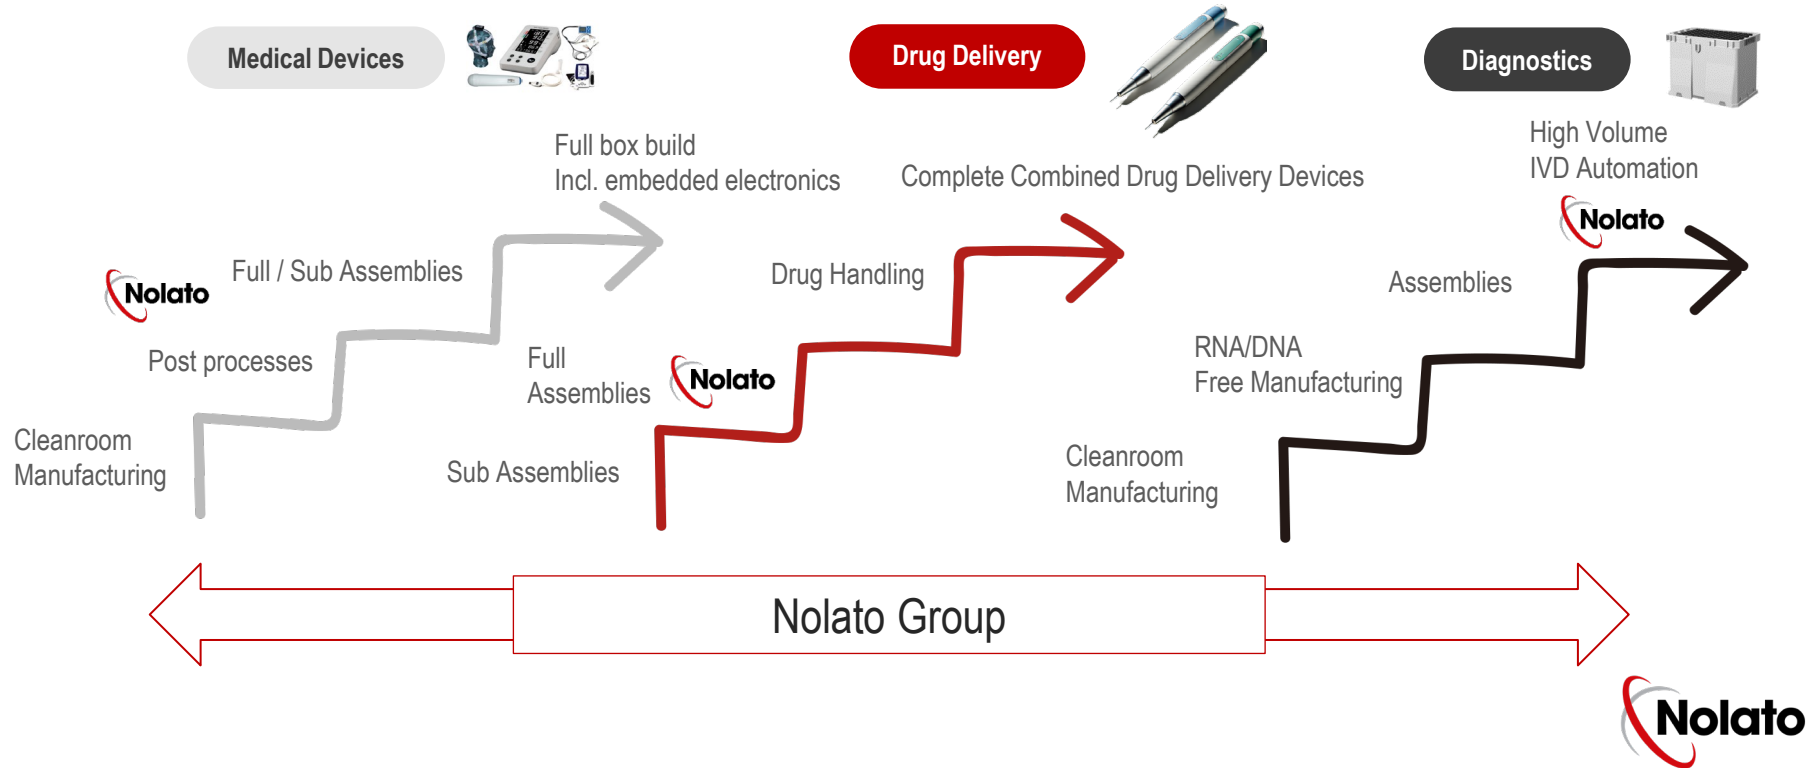 Medical Devices
Drug Delivery
Diagnostics
Full box build
Incl. embedded electronics
Full / Sub Assemblies
Nolato
Post processes
Cleanroom
Manufacturing
Complete Combined Drug Delivery Devices
Drug Handling
Full
Assemblies
Nolato
Sub Assemblies
High Volume
IVD Automation
Nolato
Assemblies
RNA/DNA
Free Manufacturing
Cleanroom
Manufacturing
Nolato Group
Nolato